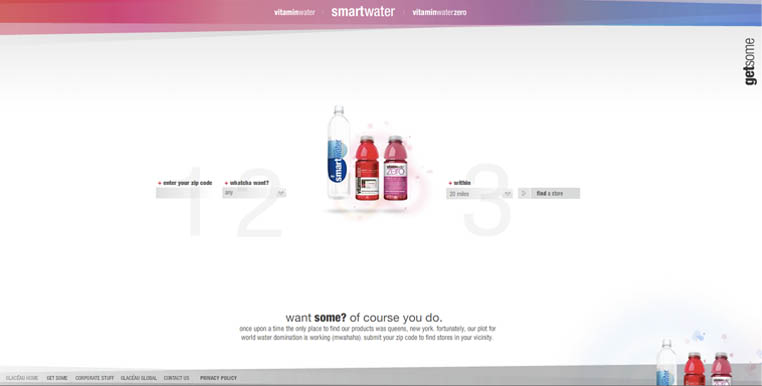 vitaminwater · smartwater · vitaminwaterzero
getsome
1 2 3
+ enter your zip code
+ whatcha want?
any
+ within
20 miles
find a store
smartwater
zero
want some? of course you do.
once upon a time the only place to find our products was queens, new york. fortunately, our plot for
world water domination is working (mwahaha). submit your zip code to find stores in your vicinity.
GLACÉAU HOME GET SOME CORPORATE STUFF GLACÉAU GLOBAL CONTACT US PRIVACY POLICY